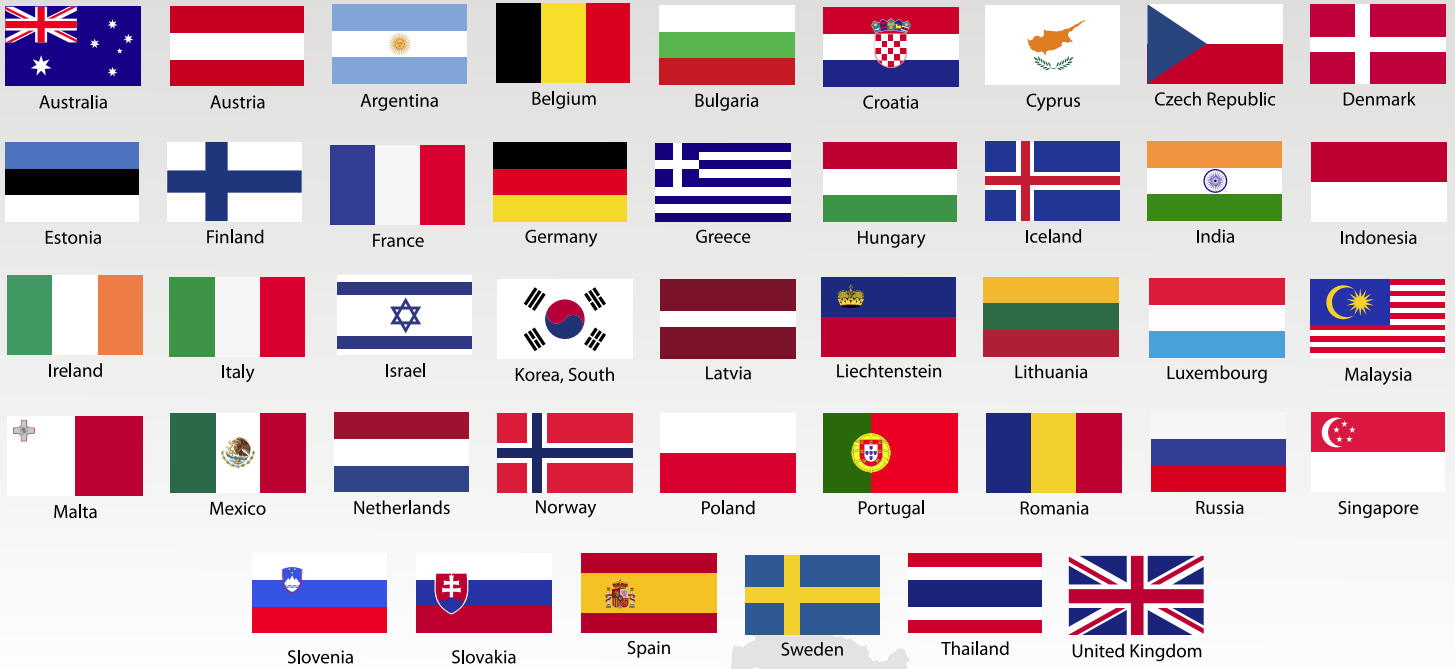 Australia
Austria
Argentina
Belgium
Bulgaria
Croatia
Cyprus
Czech Republic
Denmark
Estonia
Finland
France
Germany
Greece
Hungary
Iceland
India
Indonesia
Ireland
Italy
Israel
Korea, South
Latvia
Liechtenstein
Lithuania
Luxembourg
Malaysia
Malta
Mexico
Netherlands
Norway
Poland
Portugal
Romania
Russia
Singapore
Slovenia
Slovakia
Spain
Sweden
Thailand
United Kingdom